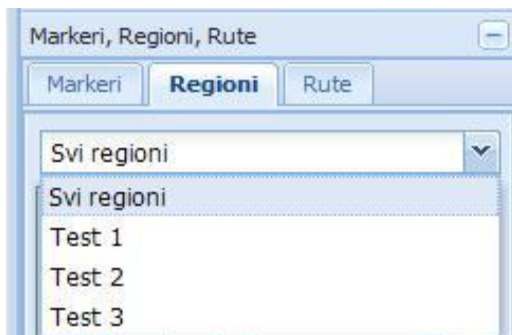 Markeri, Regioni, Rute
Markeri Regioni Rute
Svi regioni
Svi regioni
Test 1
Test 2
Test 3